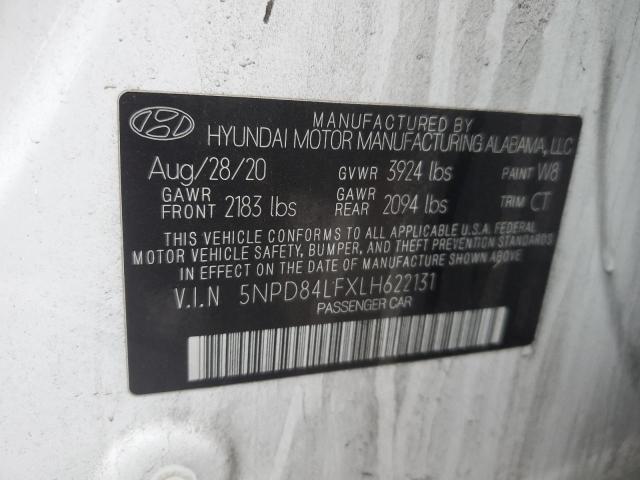 MANUFACTURED BY
HYUNDAI MOTOR MANUFACTURING ALABAMA, LLC
Aug/28/20 GVWR 3924 lbs PAINT W8
GAWR FRONT 2183 lbs GAWR REAR 2094 lbs TRIM CT
THIS VEHICLE CONFORMS TO ALL APPLICABLE U.S.A. FEDERAL
MOTOR VEHICLE SAFETY, BUMPER, AND THEFT PREVENTION STANDARDS
IN EFFECT ON THE DATE OF MANUFACTURE SHOWN ABOVE.
V.I.N 5NPD84LFXLH622131
PASSENGER CAR